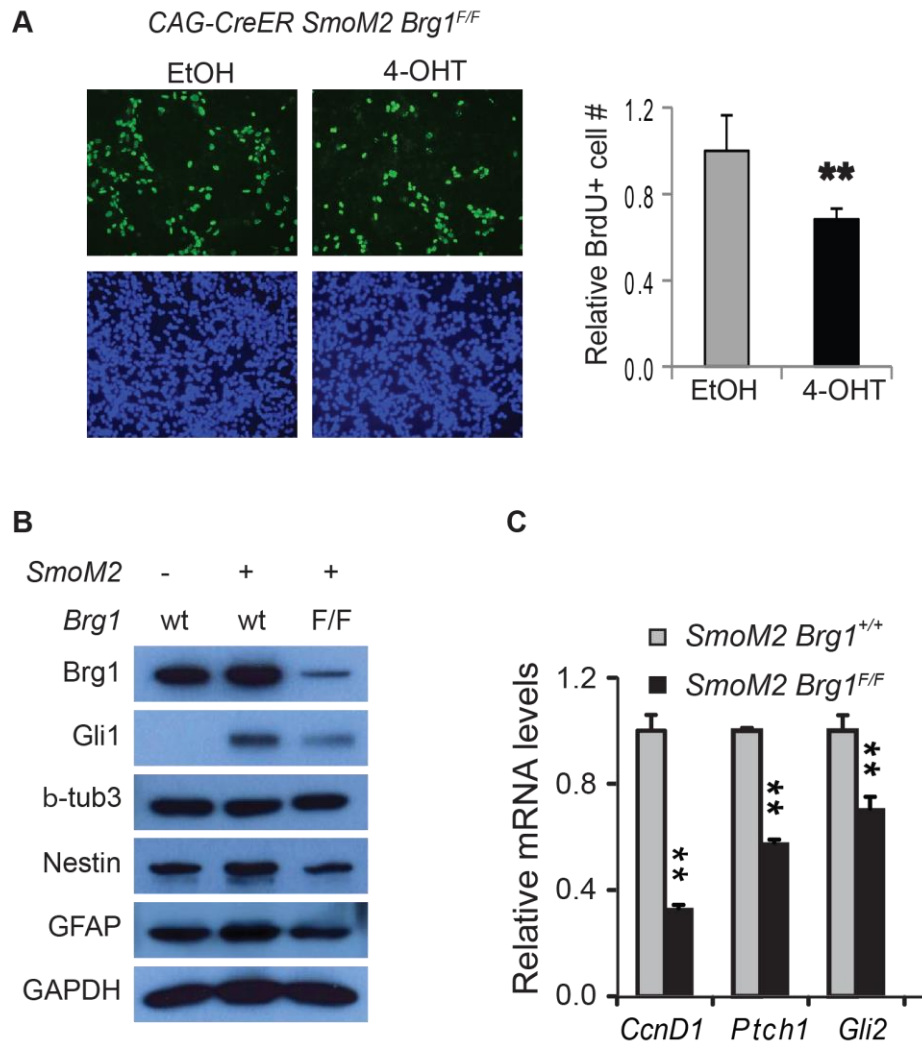 A
CAG-CreER SmoM2 Brg1^F/F
EtOH 4-OHT
Relative BrdU+ cell #
1.2
0.8
0.4
0.0
**
EtOH 4-OHT
B
SmoM2 - + +
Brg1 wt wt F/F
Brg1
Gli1
b-tub3
Nestin
GFAP
GAPDH
C
SmoM2 Brg1^+/+
SmoM2 Brg1^F/F
Relative mRNA levels
1.2
0.8
0.4
0.0
**
**
**
CcnD1 Ptch1 Gli2